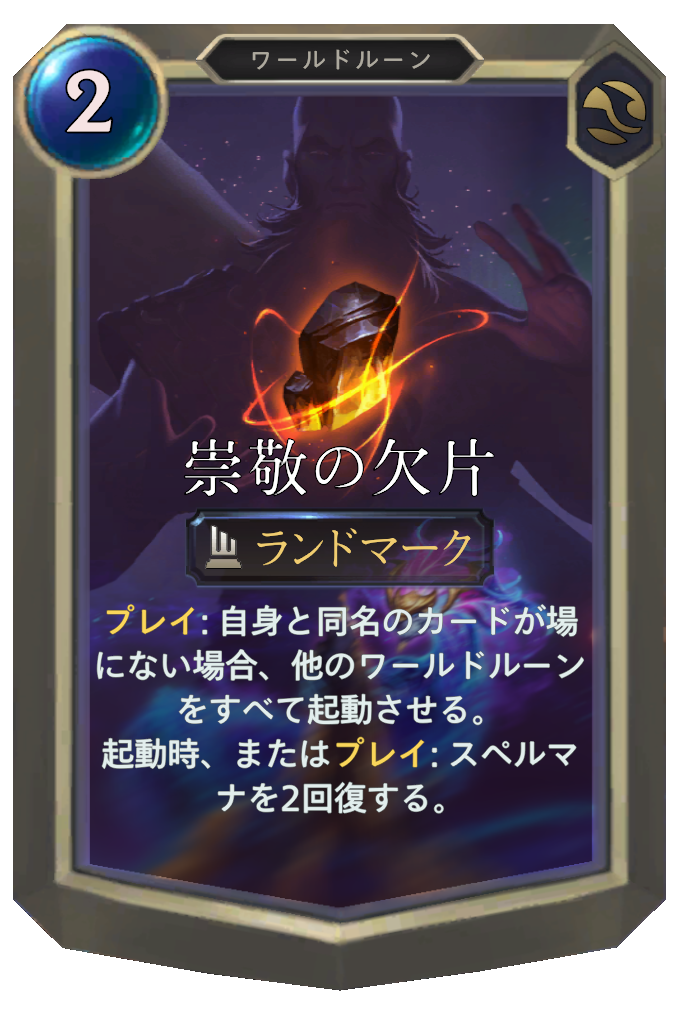 ワールドルーン
2
崇敬の欠片
ランドマーク
プレイ: 自身と同名のカードが場
にない場合、他のワールドルーン
をすべて起動させる。
起動時、またはプレイ: スペルマ
ナを2回復する。